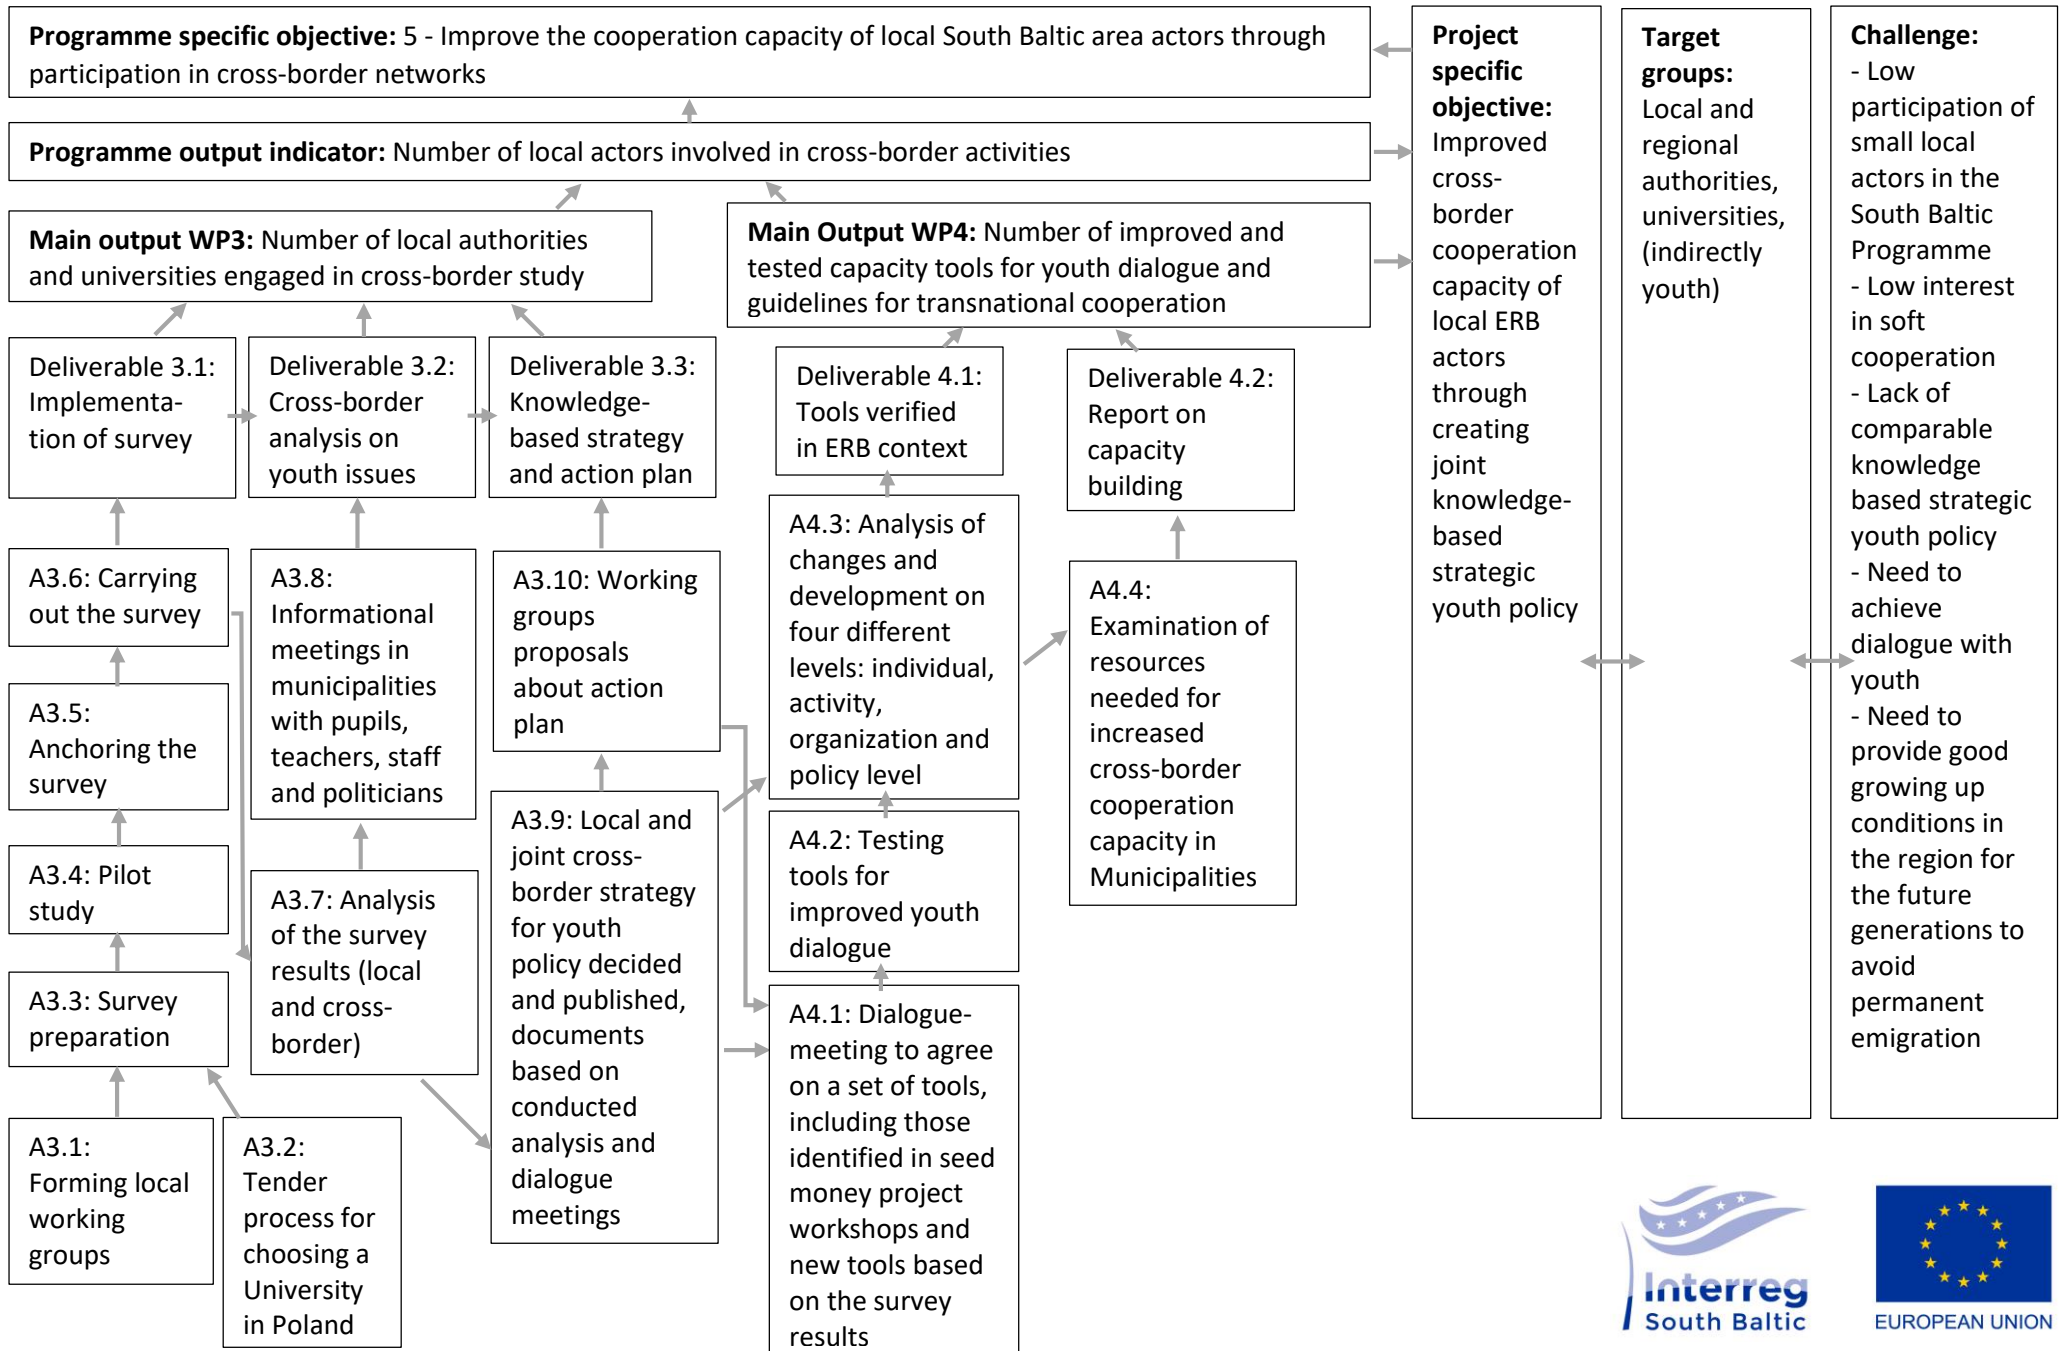 Programme specific objective: 5 - Improve the cooperation capacity of local South Baltic area actors through
participation in cross-border networks
Programme output indicator: Number of local actors involved in cross-border activities
Main output WP3: Number of local authorities
and universities engaged in cross-border study
Main Output WP4: Number of improved and
tested capacity tools for youth dialogue and
guidelines for transnational cooperation
Deliverable 3.1:
Implementa-
tion of survey
Deliverable 3.2:
Cross-border
analysis on
youth issues
Deliverable 3.3:
Knowledge-
based strategy
and action plan
Deliverable 4.1:
Tools verified
in ERB context
Deliverable 4.2:
Report on
capacity
building
A3.6: Carrying
out the survey
A3.5:
Anchoring the
survey
A3.4: Pilot
study
A3.3: Survey
preparation
A3.1:
Forming local
working
groups
A3.2:
Tender
process for
choosing a
University
in Poland
A3.8:
Informational
meetings in
municipalities
with pupils,
teachers, staff
and politicians
A3.7: Analysis
of the survey
results (local
and cross-
border)
A3.10: Working
groups
proposals
about action
plan
A3.9: Local and
joint cross-
border strategy
for youth
policy decided
and published,
documents
based on
conducted
analysis and
dialogue
meetings
A4.3: Analysis of
changes and
development on
four different
levels: individual,
activity,
organization and
policy level
A4.2: Testing
tools for
improved youth
dialogue
A4.1: Dialogue-
meeting to agree
on a set of tools,
including those
identified in seed
money project
workshops and
new tools based
on the survey
results
A4.4:
Examination of
resources
needed for
increased
cross-border
cooperation
capacity in
Municipalities
Project
specific
objective:
Improved
cross-
border
cooperation
capacity of
local ERB
actors
through
creating
joint
knowledge-
based
strategic
youth policy
Target
groups:
Local and
regional
authorities,
universities,
(indirectly
youth)
Challenge:
- Low
participation of
small local
actors in the
South Baltic
Programme
- Low interest
in soft
cooperation
- Lack of
comparable
knowledge
based strategic
youth policy
- Need to
achieve
dialogue with
youth
- Need to
provide good
growing up
conditions in
the region for
the future
generations to
avoid
permanent
emigration
Interreg
South Baltic
EUROPEAN UNION